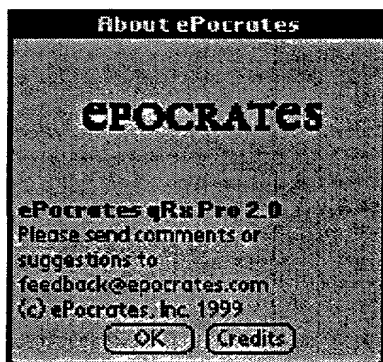 About ePocrates
ePOCRATes
ePocrates qRx Pro 2.0
Please send comments or
suggestions to
feedback@epocrates.com
(c) ePocrates, Inc. 1999
OK Credits